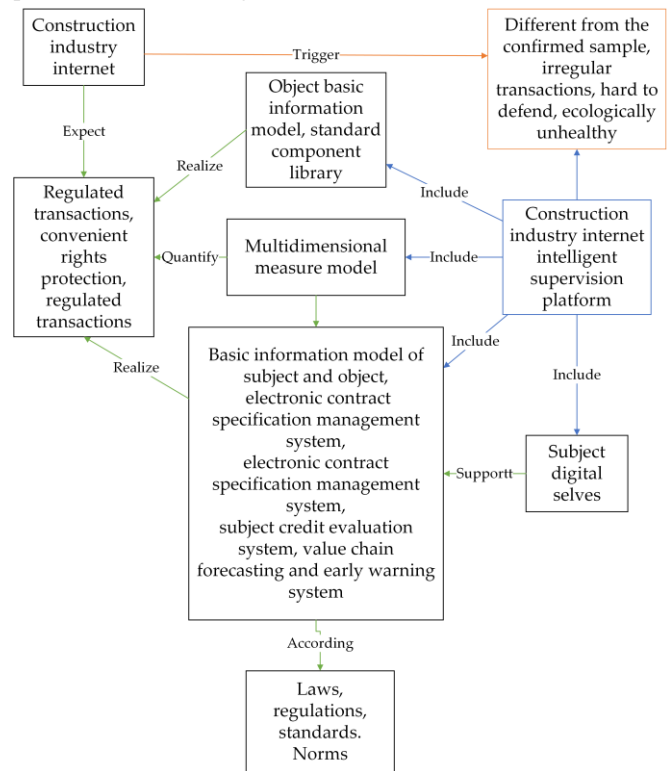 Construction
industry
internet
Trigger
Different from the
confirmed sample,
irregular
transactions, hard to
defend, ecologically
unhealthy
Object basic
information
model, standard
component
library
Expect
Realize
Include
Regulated
transactions,
convenient
rights
protection,
regulated
transactions
Quantify
Multidimensional
measure model
Include
Construction
industry internet
intelligent
supervision
platform
Realize
Include
Include
Basic information model of
subject and object,
electronic contract
specification management
system,
electronic contract
specification management
system,
subject credit evaluation
system, value chain
forecasting and early warning
system
Supportt
Subject
digital
selves
According
Laws,
regulations,
standards.
Norms